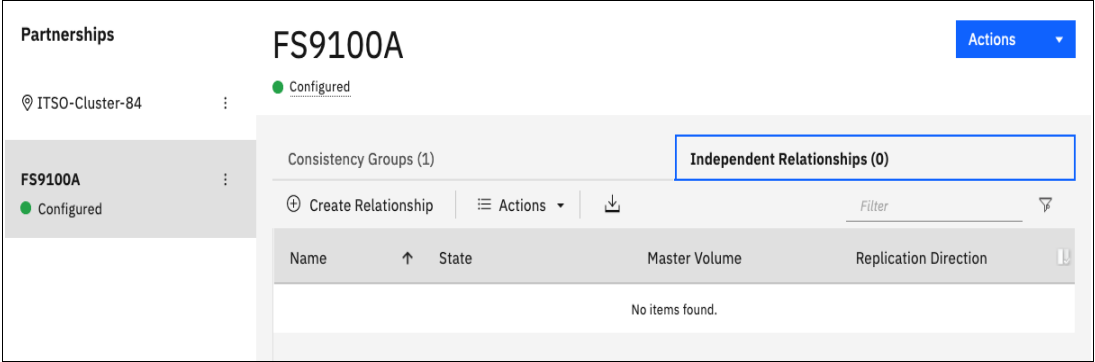 Partnerships
ITSO-Cluster-84
FS9100A
Configured
FS9100A
Configured
Actions
Consistency Groups (1)
Independent Relationships (0)
Create Relationship
Actions
Filter
Name
State
Master Volume
Replication Direction
No items found.